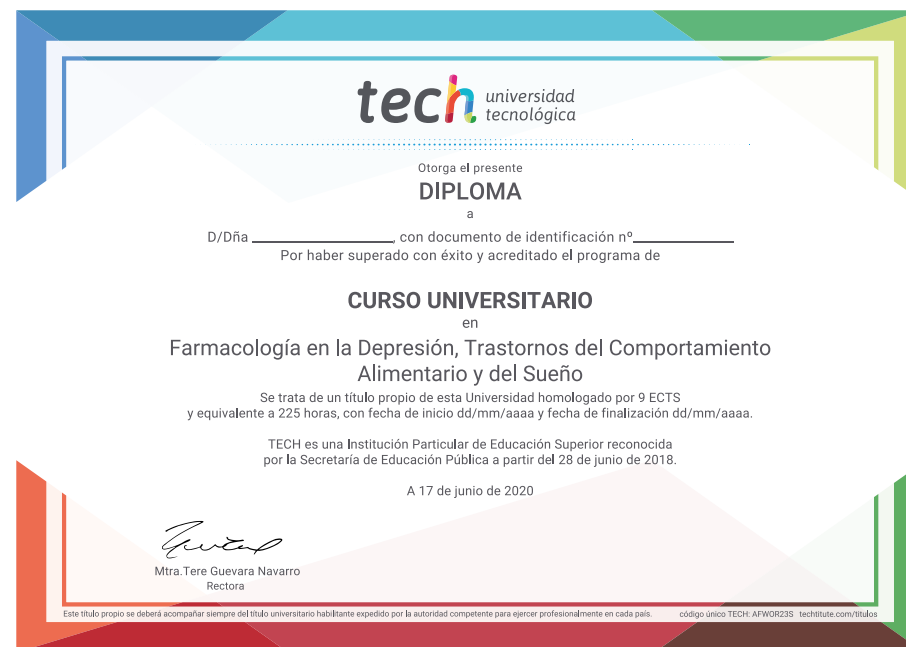 tech universidad
tecnológica
Otorga el presente
DIPLOMA
a
D/Dña ____________________, con documento de identificación nº______________
Por haber superado con éxito y acreditado el programa de
CURSO UNIVERSITARIO
en
Farmacología en la Depresión, Trastornos del Comportamiento
Alimentario y del Sueño
Se trata de un título propio de esta Universidad homologado por 9 ECTS
y equivalente a 225 horas, con fecha de inicio dd/mm/aaaa y fecha de finalización dd/mm/aaaa.
TECH es una Institución Particular de Educación Superior reconocida
por la Secretaría de Educación Pública a partir del 28 de junio de 2018.
A 17 de junio de 2020
Mtra.Tere Guevara Navarro
Rectora
Este título propio se deberá acompañar siempre del título universitario habilitante expedido por la autoridad competente para ejercer profesionalmente en cada país. código único TECH: AFWOR23S techtitute.com/titulos